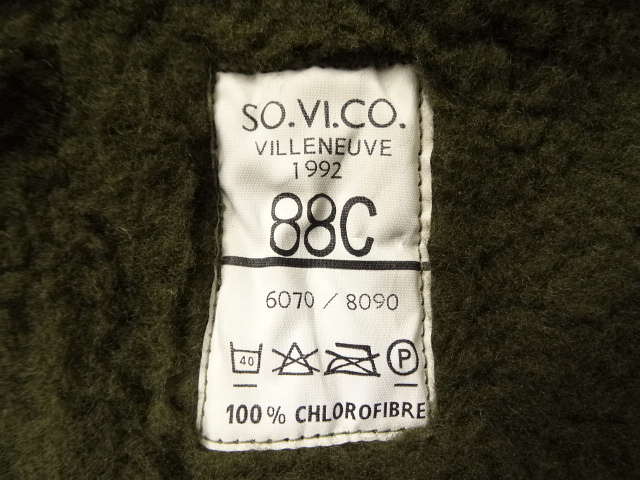 SO.VI.CO.
VILLENEUVE
1992
88C
6070 / 8090
40 P
100% CHLOROFIBRE